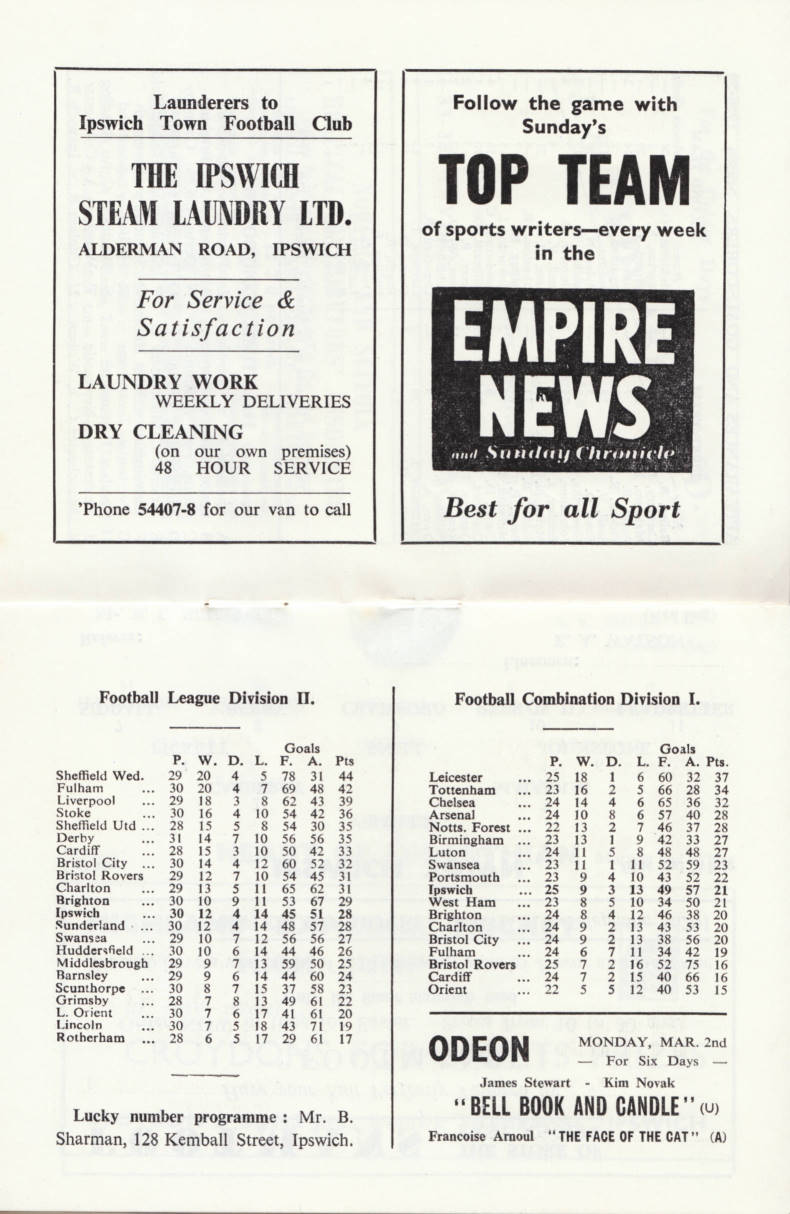 Launderers to
Ipswich Town Football Club
THE IPSWICH
STEAM LAUNDRY LTD.
ALDERMAN ROAD, IPSWICH
For Service &
Satisfaction
LAUNDRY WORK
WEEKLY DELIVERIES
DRY CLEANING
(on our own premises)
48 HOUR SERVICE
'Phone 54407-8 for our van to call
Follow the game with
Sunday's
TOP TEAM
of sports writers—every week
in the
EMPIRE
NEWS
and Sunday Chronicle
Best for all Sport
Football League Division II.
Goals
P. W. D. L. F. A. Pts
Sheffield Wed. 29 20 4 5 78 31 44
Fulham ... 30 20 4 7 69 48 42
Liverpool ... 29 18 3 8 62 43 39
Stoke ... 30 16 4 10 54 42 36
Sheffield Utd ... 28 15 5 8 54 30 35
Derby ... 31 14 7 10 56 56 35
Cardiff ... 28 15 3 10 50 42 33
Bristol City ... 30 14 4 12 60 52 32
Bristol Rovers 29 12 7 10 54 45 31
Charlton ... 29 13 5 11 65 62 31
Brighton ... 30 10 9 11 53 67 29
Ipswich ... 30 12 4 14 45 51 28
Sunderland ... 30 12 4 14 48 57 28
Swansea ... 29 10 7 12 56 56 27
Huddersfield ... 30 10 6 14 44 46 26
Middlesbrough 29 9 7 13 59 50 25
Barnsley ... 29 9 6 14 44 60 24
Scunthorpe ... 30 8 7 15 37 58 23
Grimsby ... 28 7 8 13 49 61 22
L. Orient ... 30 7 6 17 41 61 20
Lincoln ... 30 7 5 18 43 71 19
Rotherham ... 28 6 5 17 29 61 17
Lucky number programme : Mr. B.
Sharman, 128 Kemball Street, Ipswich.
Football Combination Division I.
Goals
P. W. D. L. F. A. Pts.
Leicester ... 25 18 1 6 60 32 37
Tottenham ... 23 16 2 5 66 28 34
Chelsea ... 24 14 4 6 65 36 32
Arsenal ... 24 10 8 6 57 40 28
Notts. Forest ... 22 13 2 7 46 37 28
Birmingham ... 23 13 1 9 42 33 27
Luton ... 24 11 5 8 48 48 27
Swansea ... 23 11 1 11 52 59 23
Portsmouth ... 23 9 4 10 43 52 22
Ipswich ... 25 9 3 13 49 57 21
West Ham ... 23 8 5 10 34 50 21
Brighton ... 24 8 4 12 46 38 20
Charlton ... 24 9 2 13 43 53 20
Bristol City ... 24 9 2 13 38 56 20
Fulham ... 24 6 7 11 34 42 19
Bristol Rovers 25 7 2 16 52 75 16
Cardiff ... 24 7 2 15 40 66 16
Orient ... 22 5 5 12 40 53 15
ODEON
MONDAY, MAR. 2nd
— For Six Days —
James Stewart - Kim Novak
"BELL BOOK AND CANDLE" (U)
Francoise Arnoul "THE FACE OF THE CAT" (A)